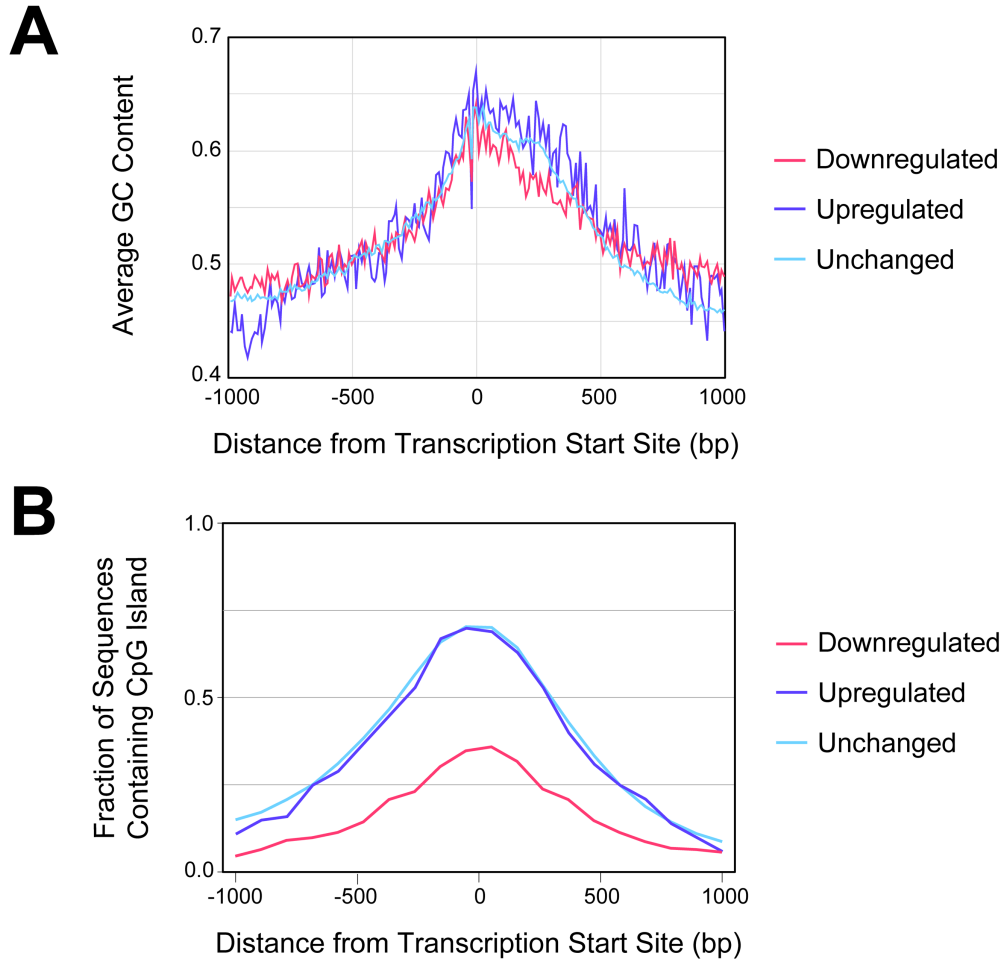 A
Average GC Content
0.7
0.6
0.5
0.4
-1000
-500
0
500
1000
Distance from Transcription Start Site (bp)
Downregulated
Upregulated
Unchanged
B
Fraction of Sequences
Containing CpG Island
1.0
0.5
0.0
-1000
-500
0
500
1000
Distance from Transcription Start Site (bp)
Downregulated
Upregulated
Unchanged